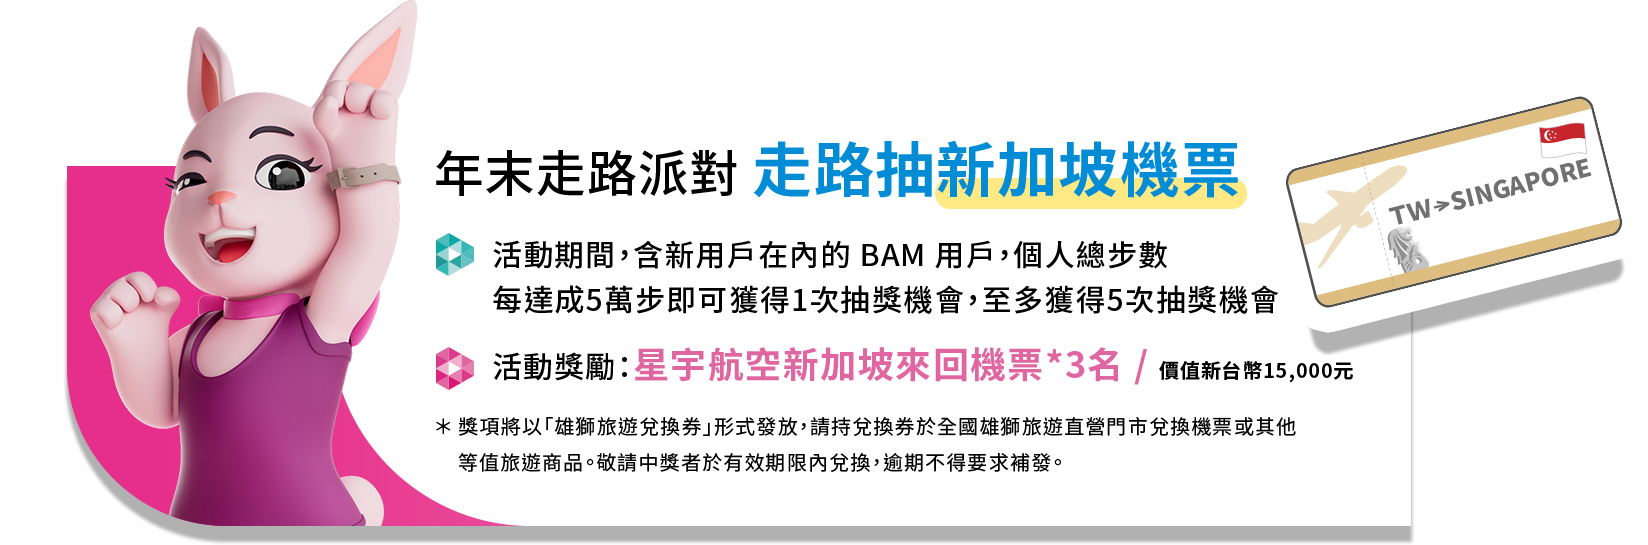 年末走路派對 走路抽新加坡機票
TW➔SINGAPORE
活動期間，含新用戶在內的 BAM 用戶，個人總步數
每達成5萬步即可獲得1次抽獎機會，至多獲得5次抽獎機會
活動獎勵：星宇航空新加坡來回機票*3名 / 價值新台幣15,000元
＊ 獎項將以「雄獅旅遊兌換券」形式發放，請持兌換券於全國雄獅旅遊直營門市兌換機票或其他
等值旅遊商品。敬請中獎者於有效期限內兌換，逾期不得要求補發。